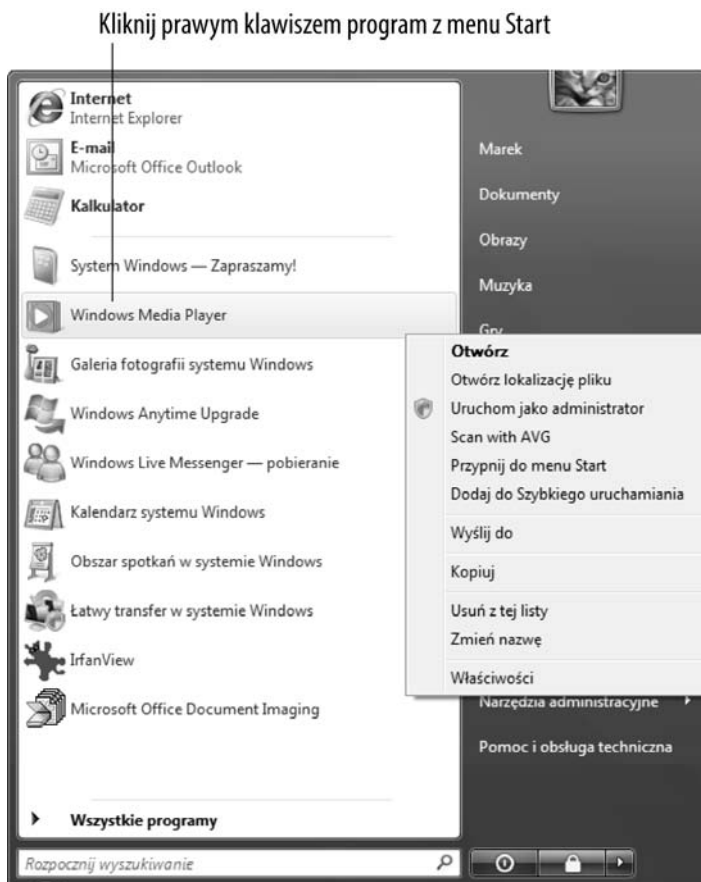 Kliknij prawym klawiszem program z menu Start
Internet
Internet Explorer
E-mail
Microsoft Office Outlook
Kalkulator
System Windows — Zapraszamy!
Windows Media Player
Galeria fotografii systemu Windows
Windows Anytime Upgrade
Windows Live Messenger — pobieranie
Kalendarz systemu Windows
Obszar spotkań w systemie Windows
Łatwy transfer w systemie Windows
IrfanView
Microsoft Office Document Imaging
Wszystkie programy
Rozpocznij wyszukiwanie
Marek
Dokumenty
Obrazy
Muzyka
Gry
Otwórz
Otwórz lokalizację pliku
Uruchom jako administrator
Scan with AVG
Przypnij do menu Start
Dodaj do Szybkiego uruchamiania
Wyślij do
Kopiuj
Usuń z tej listy
Zmień nazwę
Właściwości
Narzędzia administracyjne
Pomoc i obsługa techniczna